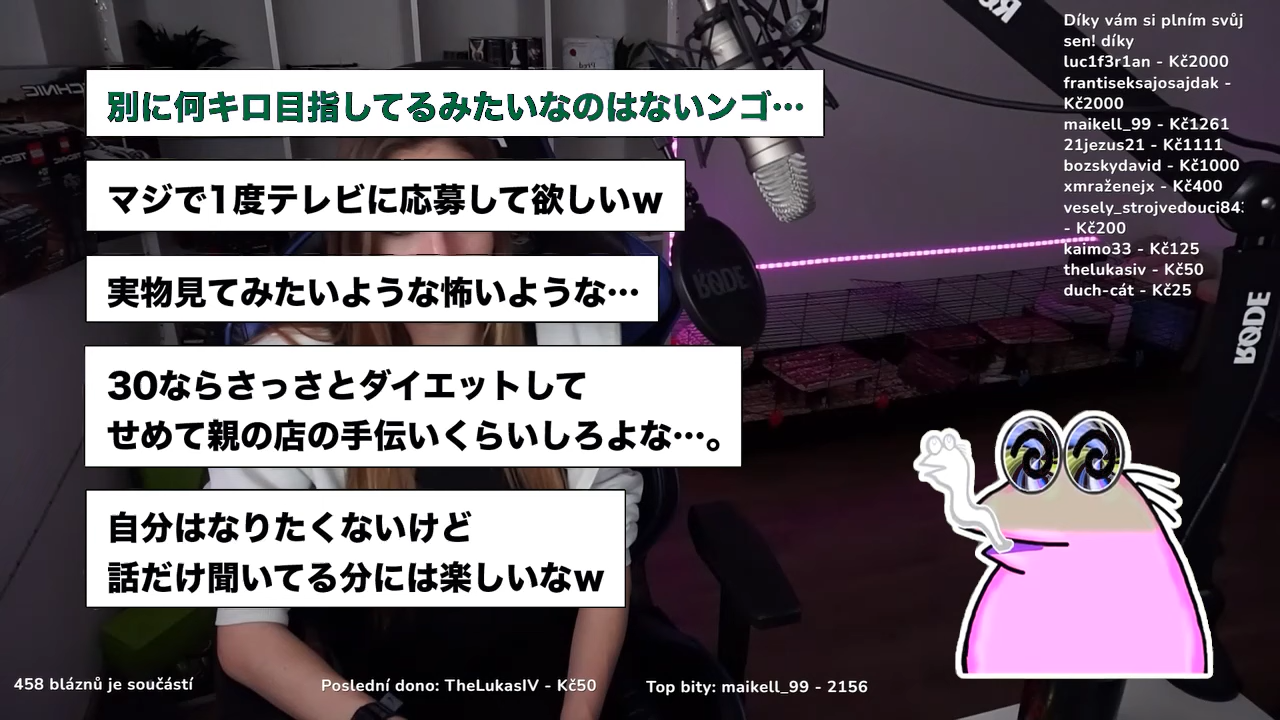 別に何キロ目指してるみたいなのはないンゴ…
マジで1度テレビに応募して欲しいw
実物見てみたいような怖いような…
30ならさっさとダイエットして
せめて親の店の手伝いくらいしろよな…。
自分はなりたくないけど
話だけ聞いてる分には楽しいなw
Díky vám si plním svůj
sen! díky
luc1f3r1an - Kč2000
frantiseksajosajdak -
Kč2000
maikell_99 - Kč1261
21jezus21 - Kč1111
bozskydavid - Kč1000
xmraženejx - Kč400
vesely_strojvedouci84
- Kč200
kaimo33 - Kč125
thelukasiv - Kč50
duch-cát - Kč25
RODE
RODE
458 bláznů je součástí
Poslední dono: TheLukasIV - Kč50
Top bity: maikell_99 - 2156